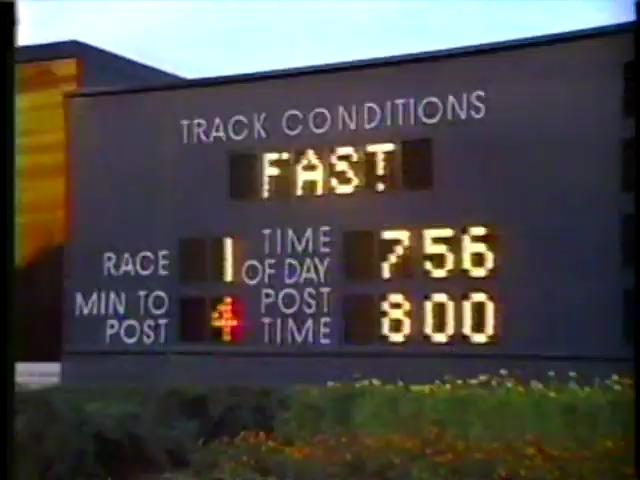 TRACK CONDITIONS
FAST
RACE 1
TIME OF DAY 756
MIN TO POST 4
POST TIME 800